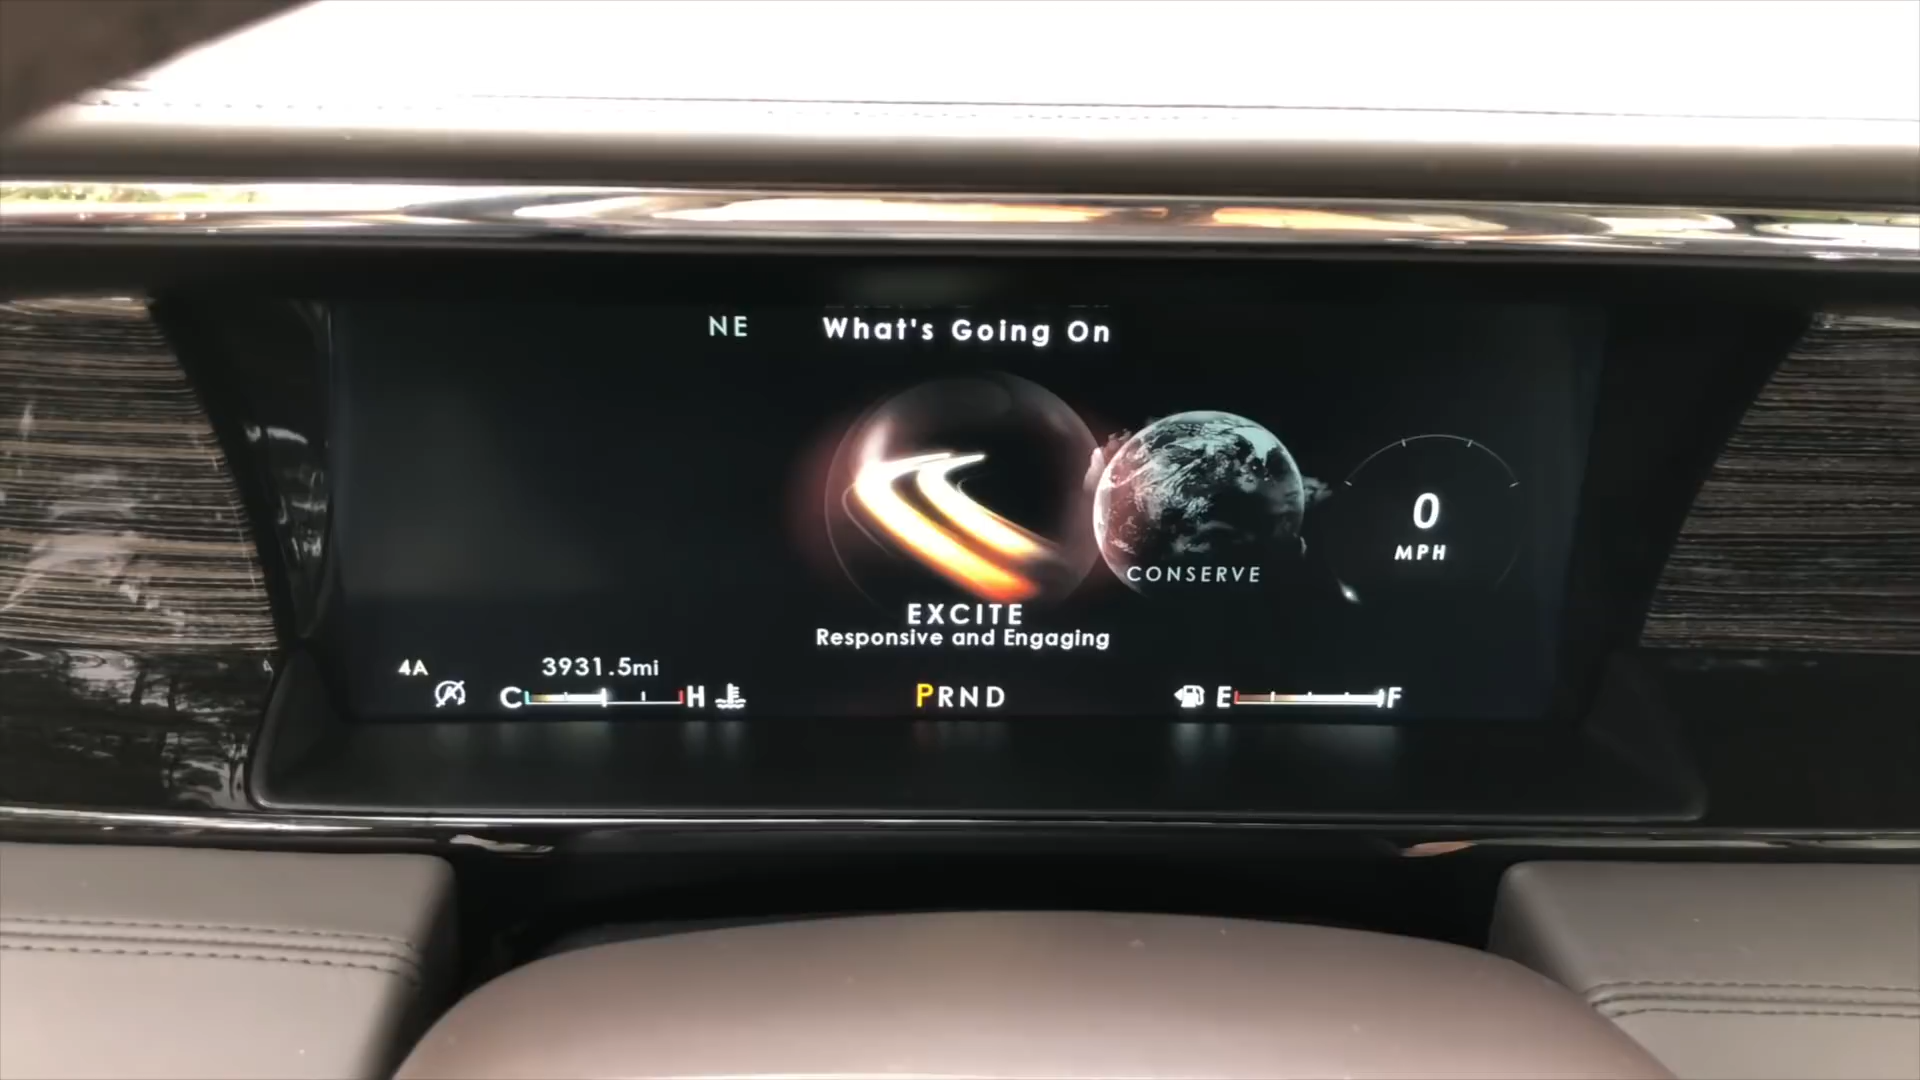 NE
What's Going On
0
MPH
CONSERVE
EXCITE
Responsive and Engaging
4A
3931.5mi
C H
PRND
E F